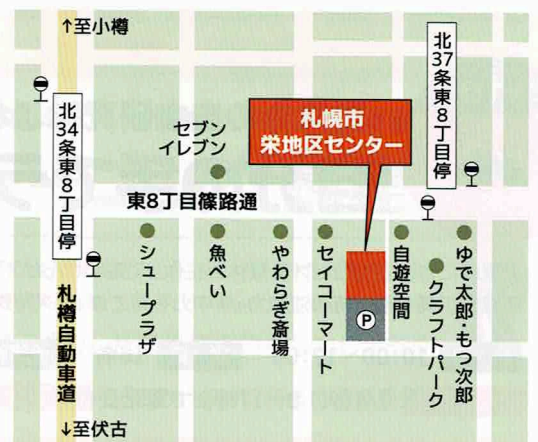 ↑至小樽
北34条東8丁目停
札樽自動車道
↓至伏古
セブン
イレブン
東8丁目篠路通
札幌市
栄地区センター
北37条東8丁目停
シュープラザ
魚べい
やわらぎ斎場
セイコーマート
P
自遊空間
クラフトパーク
ゆで太郎・もつ次郎